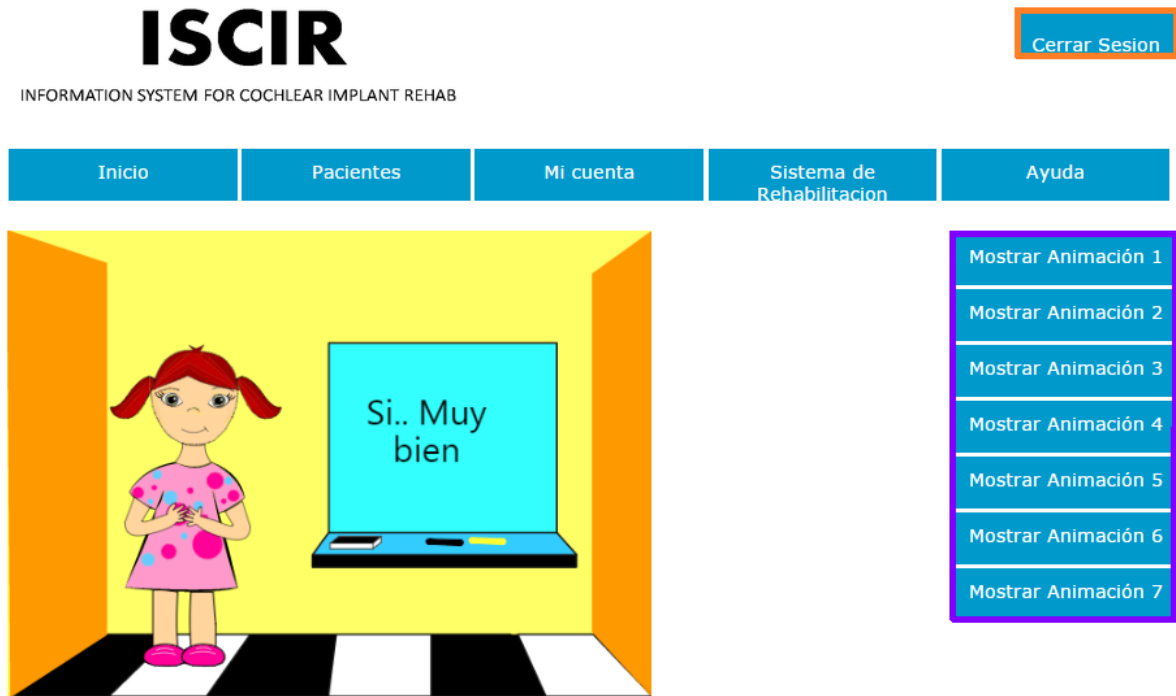 ISCIR
Cerrar Sesion
INFORMATION SYSTEM FOR COCHLEAR IMPLANT REHAB
Inicio
Pacientes
Mi cuenta
Sistema de
Rehabilitacion
Ayuda
Si.. Muy
bien
Mostrar Animación 1
Mostrar Animación 2
Mostrar Animación 3
Mostrar Animación 4
Mostrar Animación 5
Mostrar Animación 6
Mostrar Animación 7